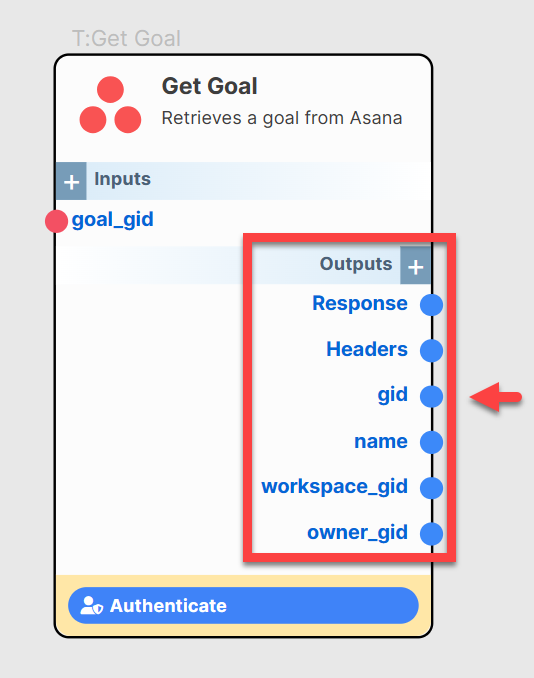 T:Get Goal
Get Goal
Retrieves a goal from Asana
+ Inputs
goal_gid
Outputs +
Response
Headers
gid
name
workspace_gid
owner_gid
Authenticate